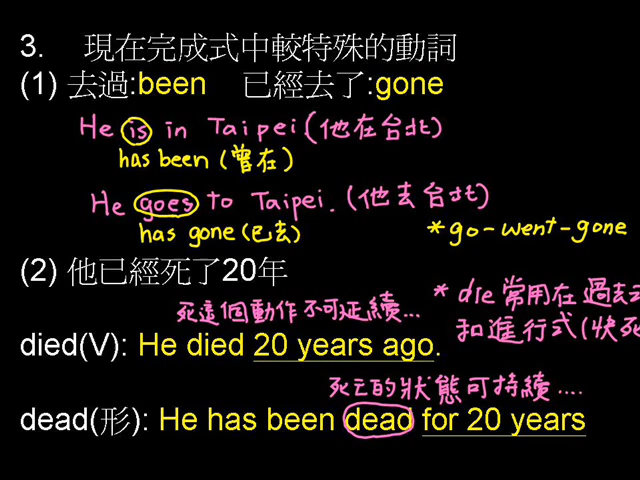 3. 現在完成式中較特殊的動詞
(1) 去過:been 已經去了:gone
He is in Taipei (他在台北)
has been (曾在)
He goes to Taipei. (他去台北)
has gone (已去)
*go-went-gone
(2) 他已經死了20年
死這個動作不可延續...
* die 常用在過去式
和進行式(快死
died(V): He died 20 years ago.
死亡的狀態可持續....
dead(形): He has been dead for 20 years